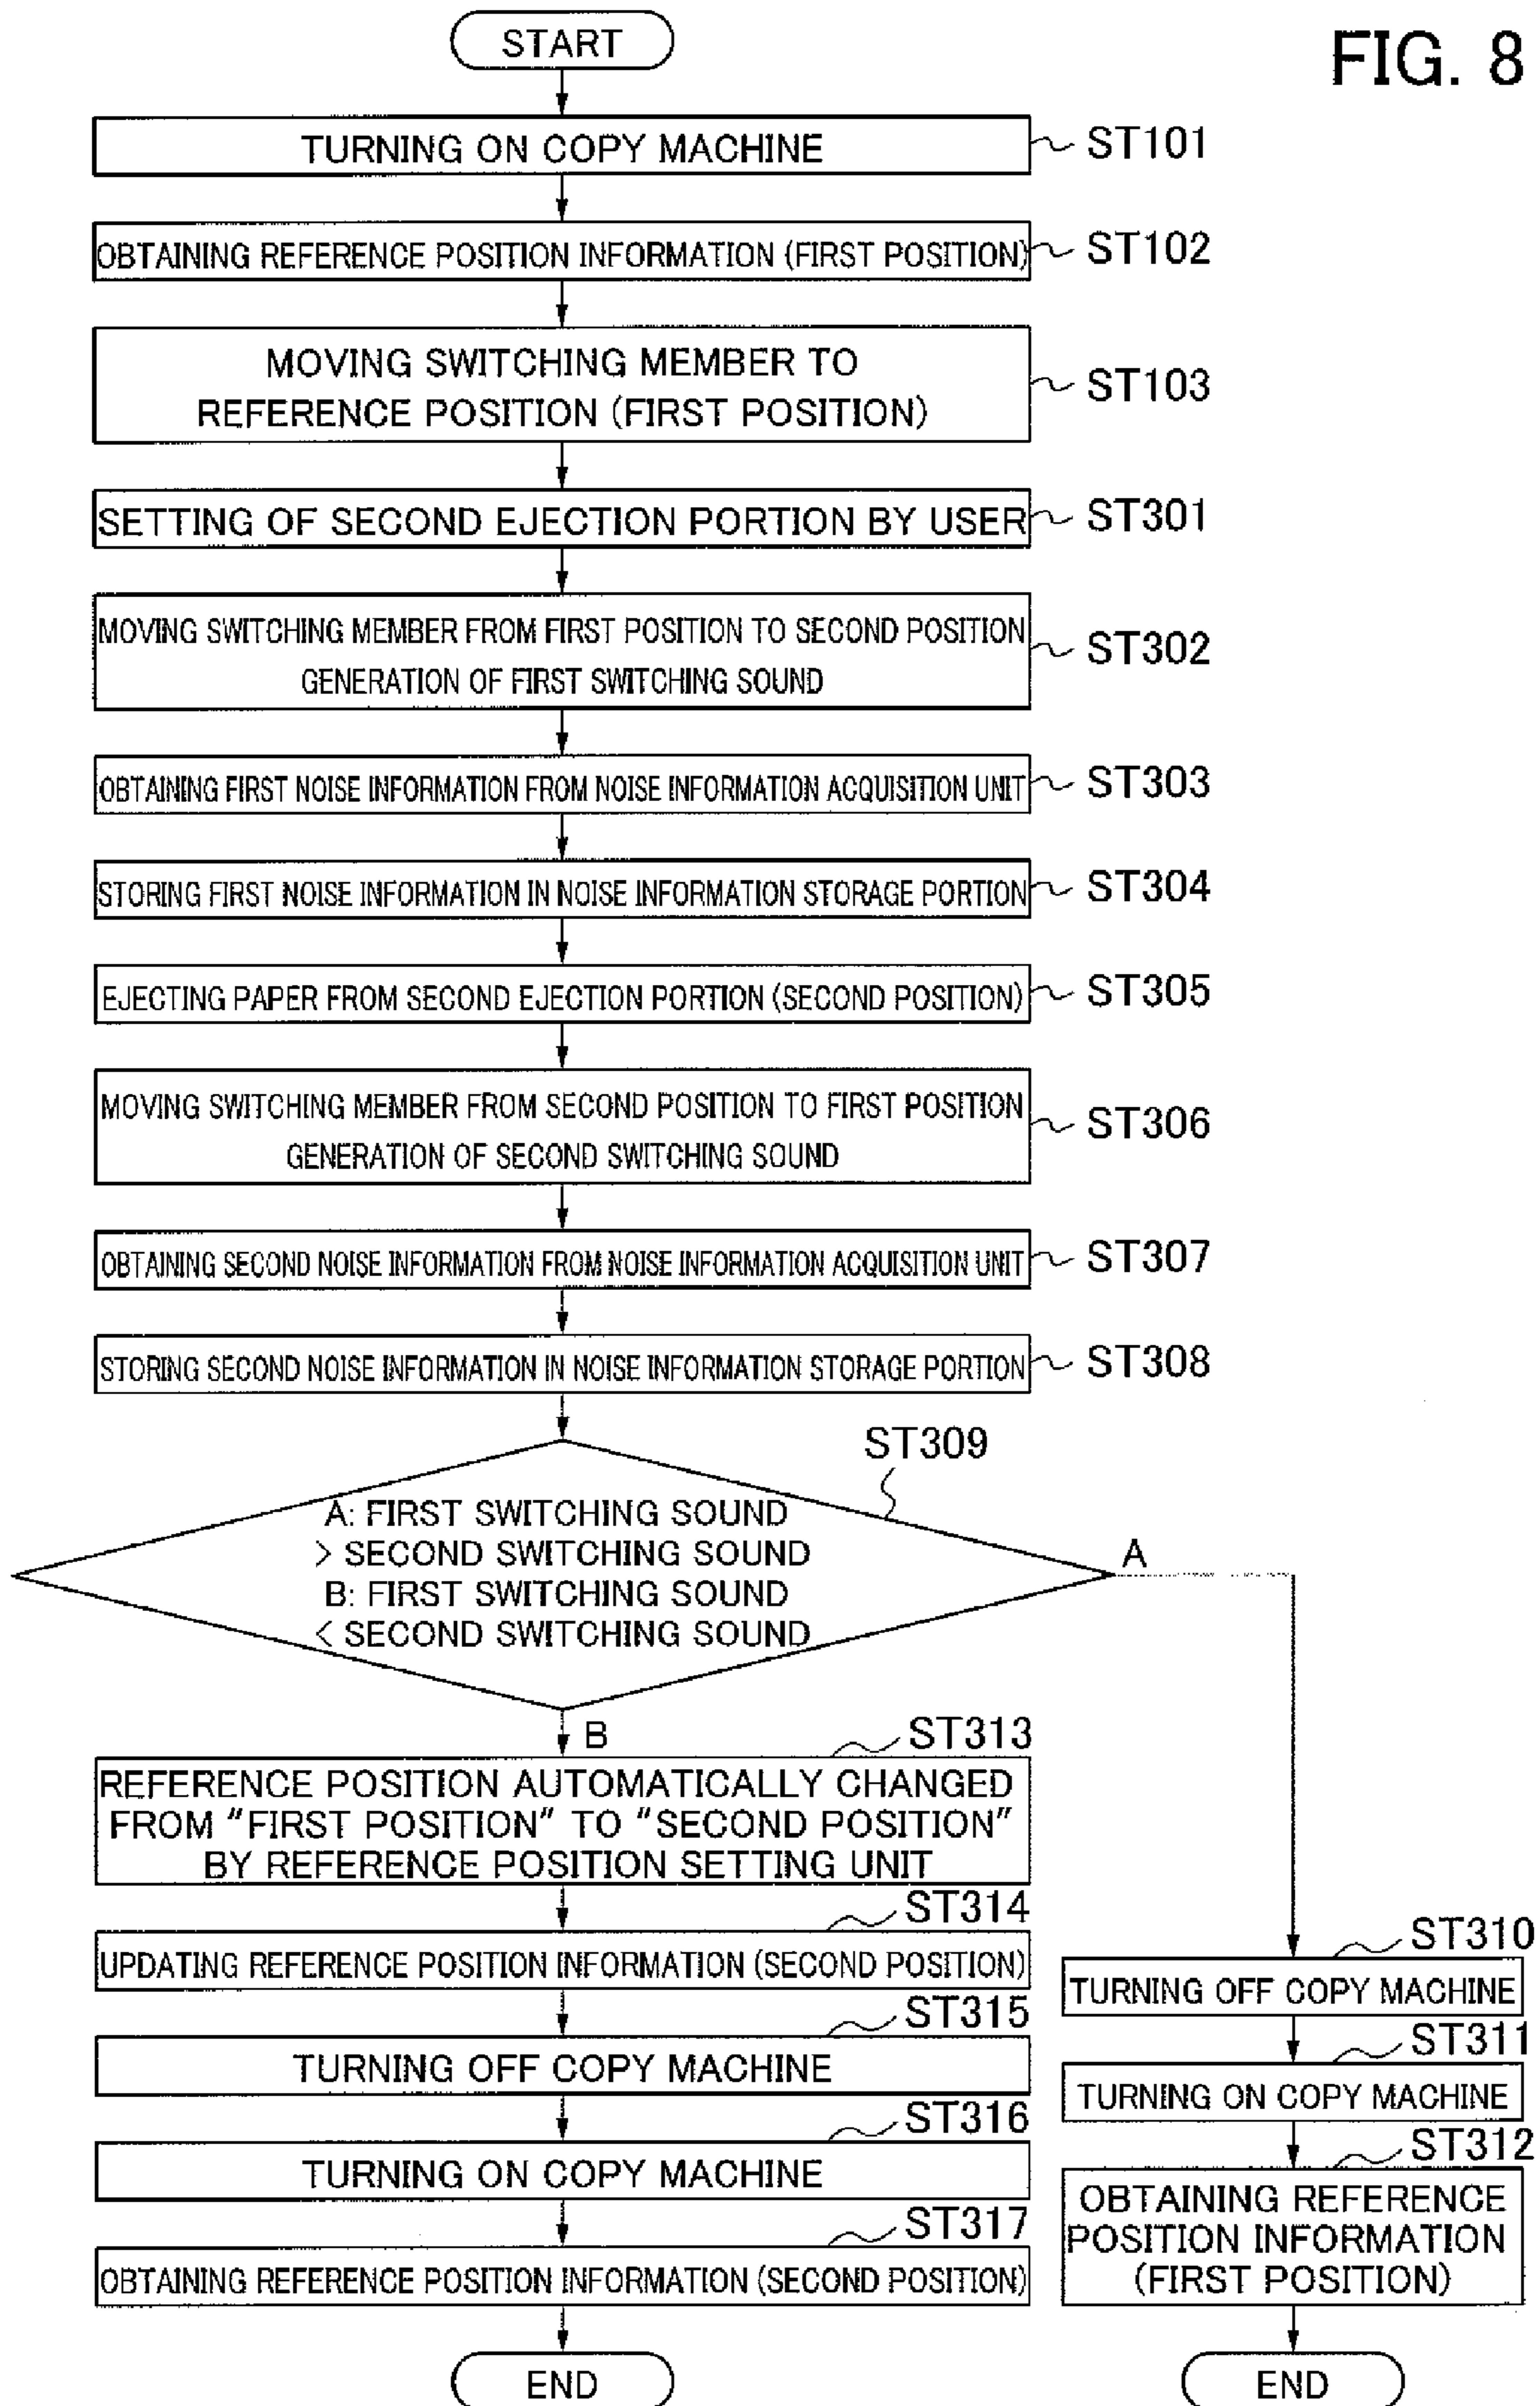 FIG. 8
START
TURNING ON COPY MACHINE
ST101
OBTAINING REFERENCE POSITION INFORMATION (FIRST POSITION)
ST102
MOVING SWITCHING MEMBER TO
REFERENCE POSITION (FIRST POSITION)
ST103
SETTING OF SECOND EJECTION PORTION BY USER
ST301
MOVING SWITCHING MEMBER FROM FIRST POSITION TO SECOND POSITION
GENERATION OF FIRST SWITCHING SOUND
ST302
OBTAINING FIRST NOISE INFORMATION FROM NOISE INFORMATION ACQUISITION UNIT
ST303
STORING FIRST NOISE INFORMATION IN NOISE INFORMATION STORAGE PORTION
ST304
EJECTING PAPER FROM SECOND EJECTION PORTION (SECOND POSITION)
ST305
MOVING SWITCHING MEMBER FROM SECOND POSITION TO FIRST POSITION
GENERATION OF SECOND SWITCHING SOUND
ST306
OBTAINING SECOND NOISE INFORMATION FROM NOISE INFORMATION ACQUISITION UNIT
ST307
STORING SECOND NOISE INFORMATION IN NOISE INFORMATION STORAGE PORTION
ST308
ST309
A: FIRST SWITCHING SOUND
> SECOND SWITCHING SOUND
B: FIRST SWITCHING SOUND
< SECOND SWITCHING SOUND
A
B
ST313
REFERENCE POSITION AUTOMATICALLY CHANGED
FROM "FIRST POSITION" TO "SECOND POSITION"
BY REFERENCE POSITION SETTING UNIT
ST314
UPDATING REFERENCE POSITION INFORMATION (SECOND POSITION)
ST315
TURNING OFF COPY MACHINE
ST316
TURNING ON COPY MACHINE
ST317
OBTAINING REFERENCE POSITION INFORMATION (SECOND POSITION)
END
ST310
TURNING OFF COPY MACHINE
ST311
TURNING ON COPY MACHINE
ST312
OBTAINING REFERENCE
POSITION INFORMATION
(FIRST POSITION)
END